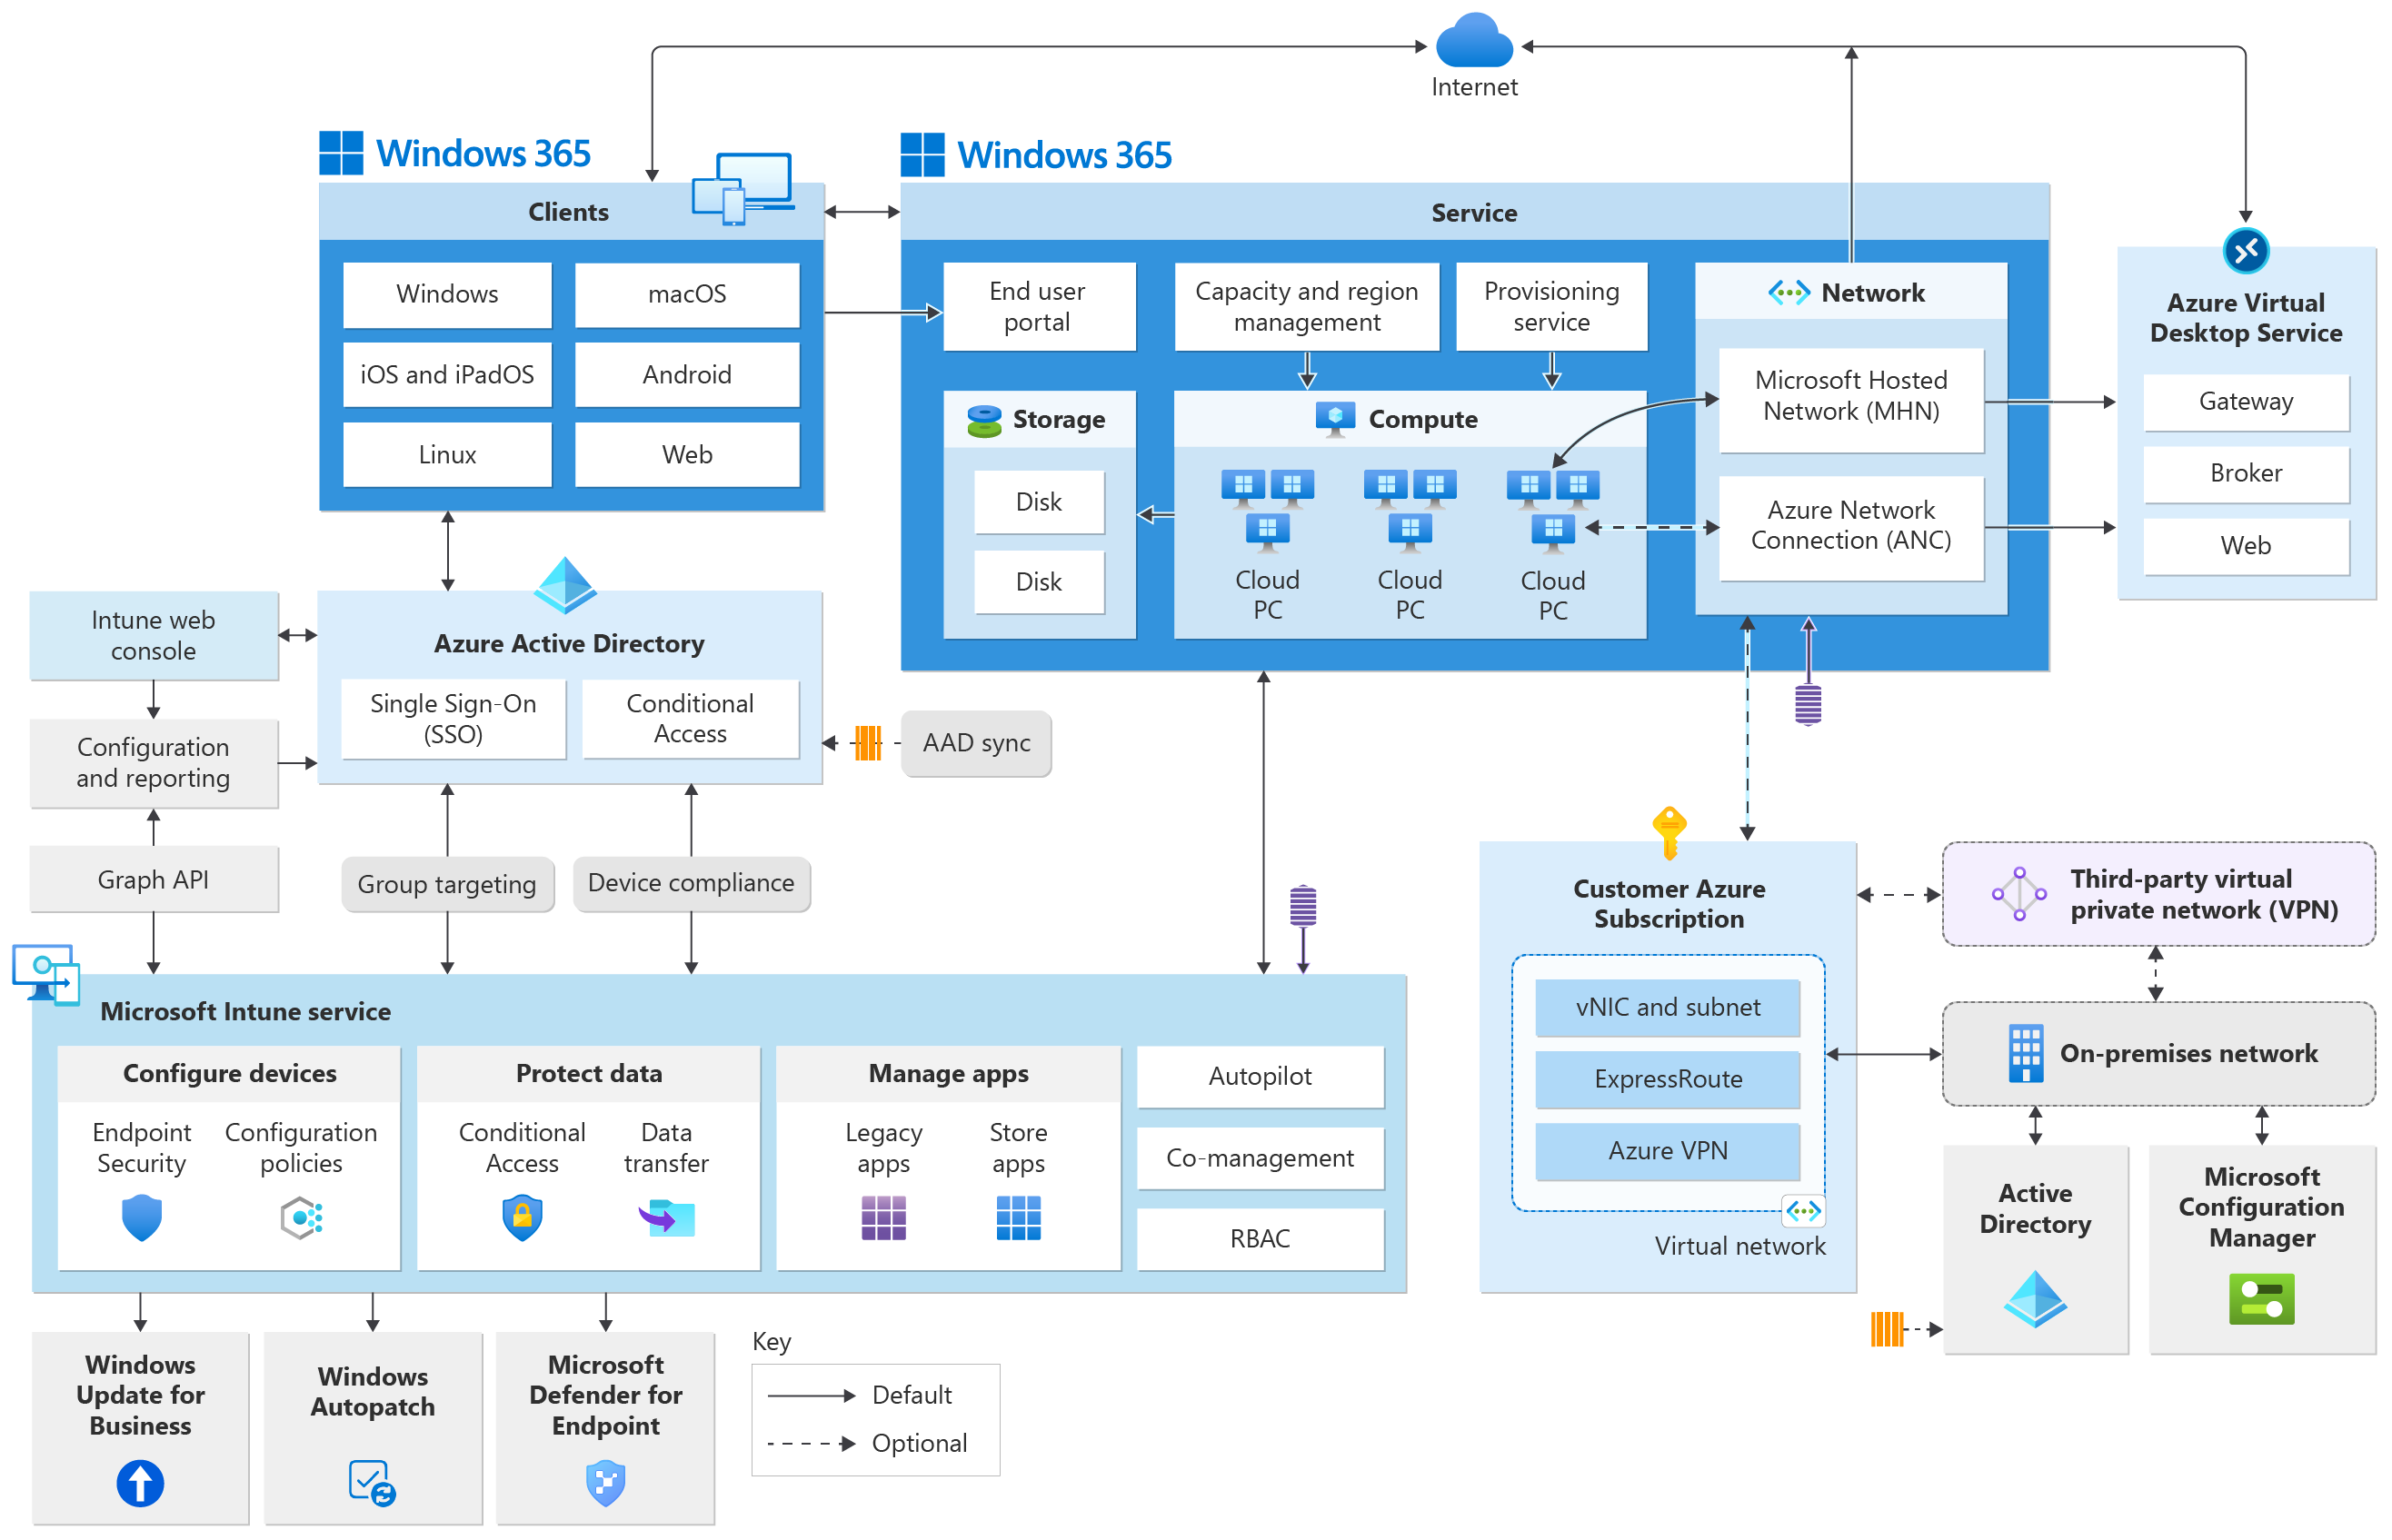 Internet
Windows 365
Clients
Windows
macOS
iOS and iPadOS
Android
Linux
Web
Windows 365
Service
End user
portal
Capacity and region
management
Provisioning
service
Storage
Disk
Disk
Compute
Cloud
PC
Cloud
PC
Cloud
PC
Network
Microsoft Hosted
Network (MHN)
Azure Network
Connection (ANC)
Azure Virtual
Desktop Service
Gateway
Broker
Web
Intune web
console
Configuration
and reporting
Graph API
Azure Active Directory
Single Sign-On
(SSO)
Conditional
Access
AAD sync
Group targeting
Device compliance
Microsoft Intune service
Configure devices
Endpoint
Security
Configuration
policies
Protect data
Conditional
Access
Data
transfer
Manage apps
Legacy
apps
Store
apps
Autopilot
Co-management
RBAC
Customer Azure
Subscription
vNIC and subnet
ExpressRoute
Azure VPN
Virtual network
Third-party virtual
private network (VPN)
On-premises network
Active
Directory
Microsoft
Configuration
Manager
Windows
Update for
Business
Windows
Autopatch
Microsoft
Defender for
Endpoint
Key
Default
Optional